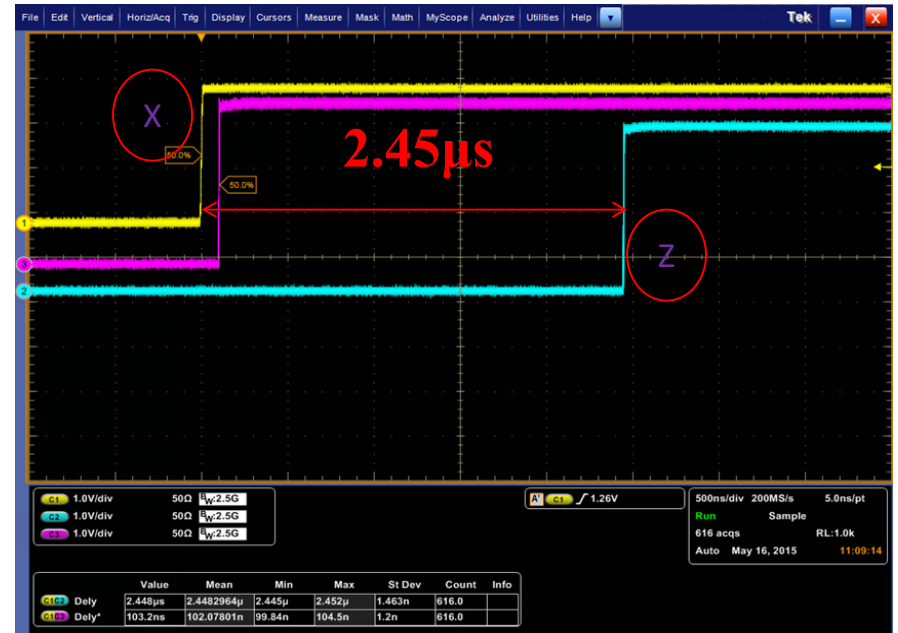 File Edit Vertical Horiz/Acq Trig Display Cursors Measure Mask Math MyScope Analyze Utilities Help Tek X
X
2.45µs
50.0%
50.0%
1
Z
3
2
C1 1.0V/div 50Ω BW:2.5G
C2 1.0V/div 50Ω BW:2.5G
C3 1.0V/div 50Ω BW:2.5G
A' C1 1.26V
500ns/div 200MS/s 5.0ns/pt
Run Sample
616 acqs RL:1.0k
Auto May 16, 2015 11:09:14
Value Mean Min Max St Dev Count Info
C1C2 Dely 2.448µs 2.4482964µ 2.445µ 2.452µ 1.463n 616.0
C1C3 Dely* 103.2ns 102.07801n 99.84n 104.5n 1.2n 616.0